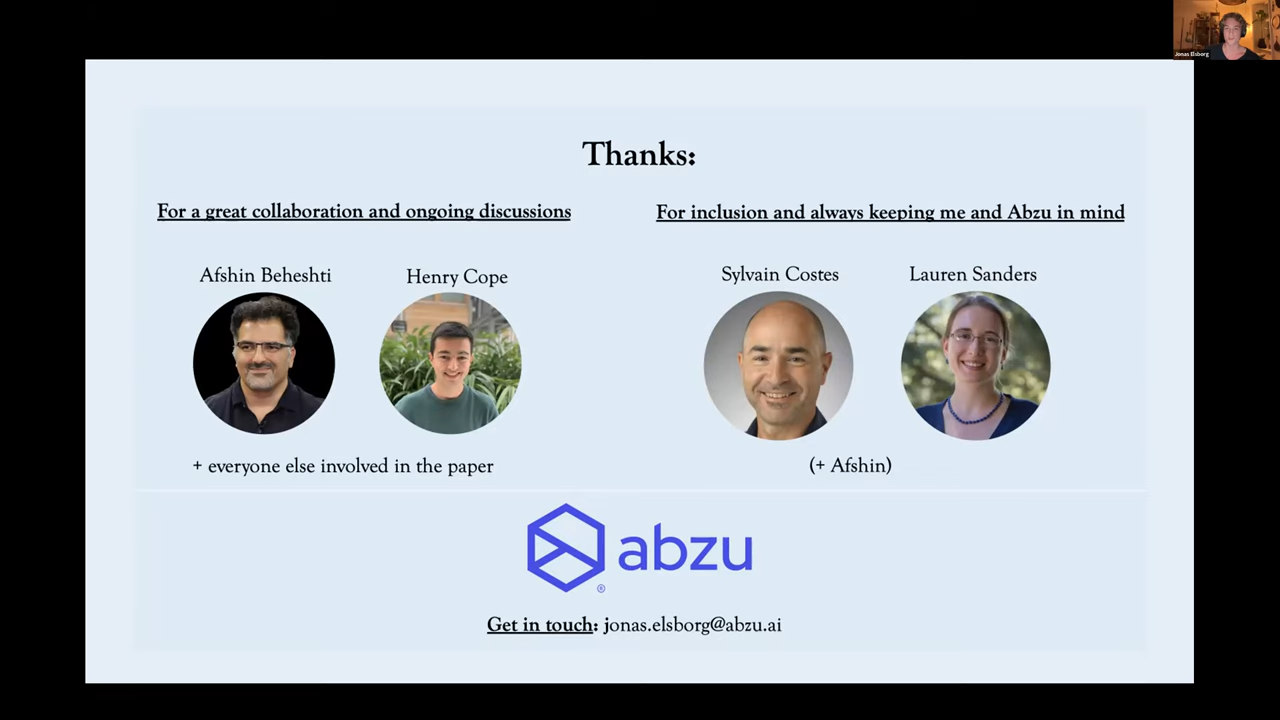 Jonas Elsborg
Thanks:
For a great collaboration and ongoing discussions
Afshin Beheshti
Henry Cope
+ everyone else involved in the paper
For inclusion and always keeping me and Abzu in mind
Sylvain Costes
Lauren Sanders
(+ Afshin)
abzu
®
Get in touch: jonas.elsborg@abzu.ai